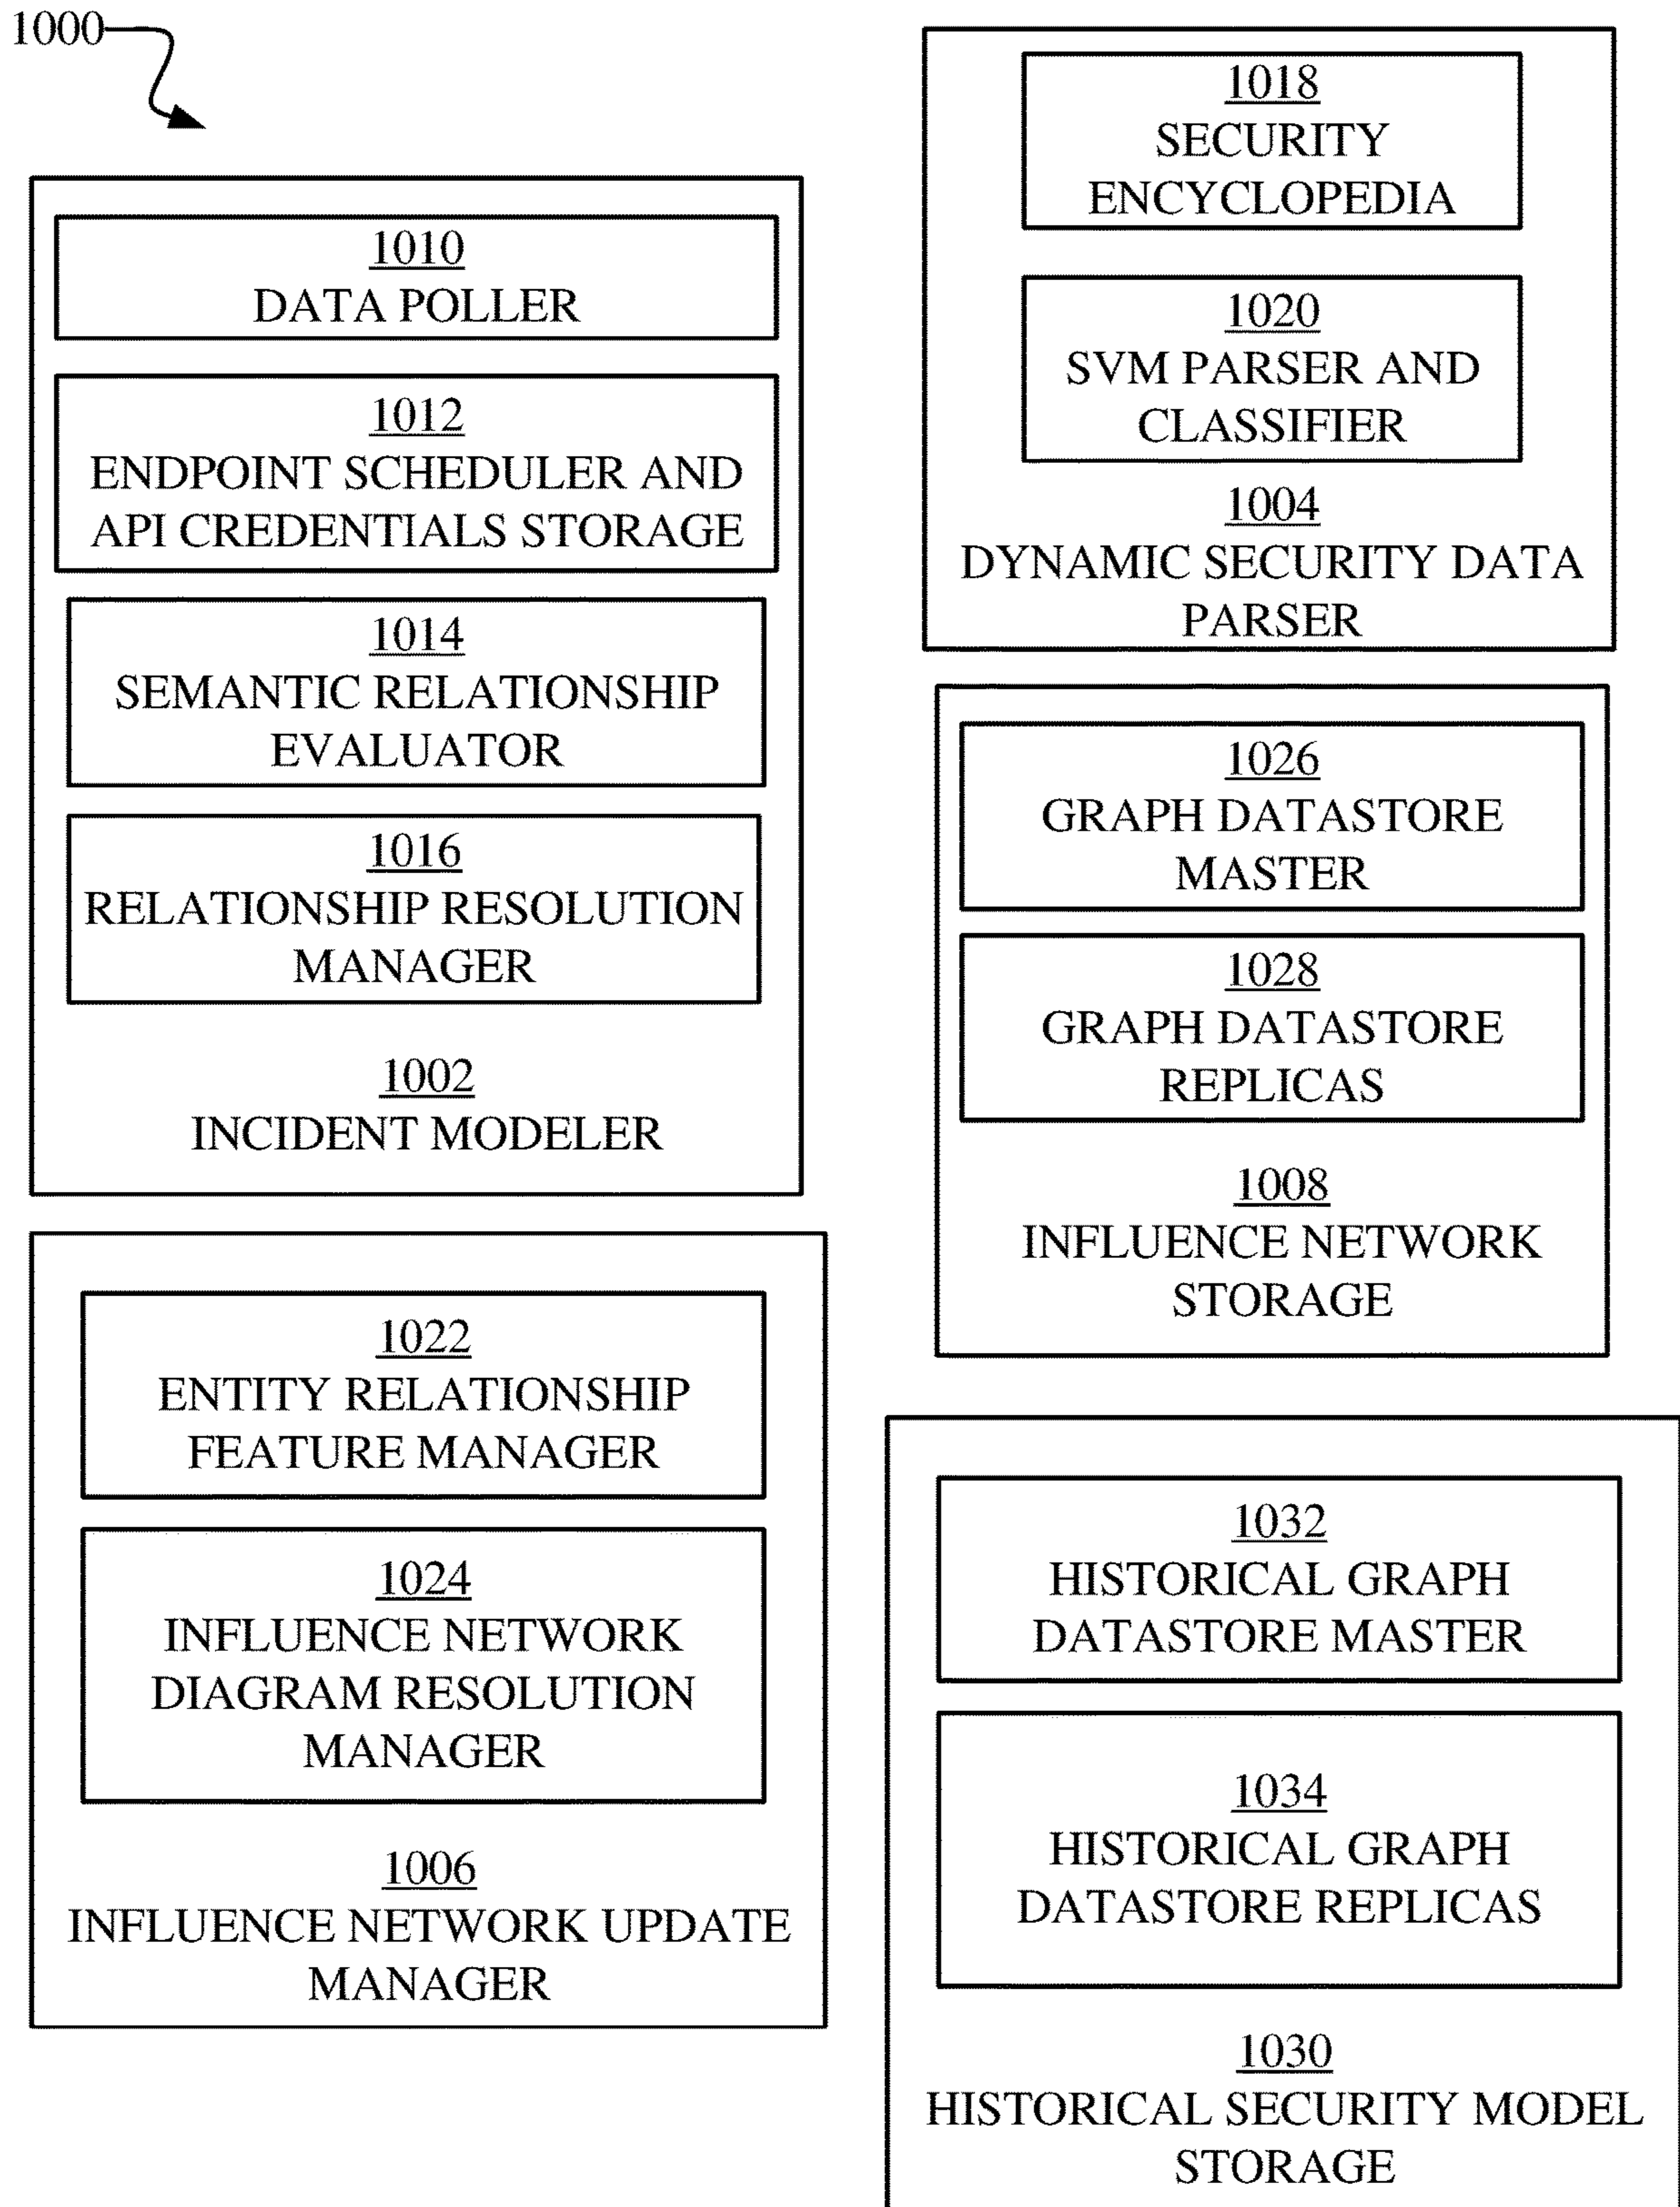 1000
1010
DATA POLLER
1012
ENDPOINT SCHEDULER AND
API CREDENTIALS STORAGE
1014
SEMANTIC RELATIONSHIP
EVALUATOR
1016
RELATIONSHIP RESOLUTION
MANAGER
1002
INCIDENT MODELER
1022
ENTITY RELATIONSHIP
FEATURE MANAGER
1024
INFLUENCE NETWORK
DIAGRAM RESOLUTION
MANAGER
1006
INFLUENCE NETWORK UPDATE
MANAGER
1018
SECURITY
ENCYCLOPEDIA
1020
SVM PARSER AND
CLASSIFIER
1004
DYNAMIC SECURITY DATA
PARSER
1026
GRAPH DATASTORE
MASTER
1028
GRAPH DATASTORE
REPLICAS
1008
INFLUENCE NETWORK
STORAGE
1032
HISTORICAL GRAPH
DATASTORE MASTER
1034
HISTORICAL GRAPH
DATASTORE REPLICAS
1030
HISTORICAL SECURITY MODEL
STORAGE